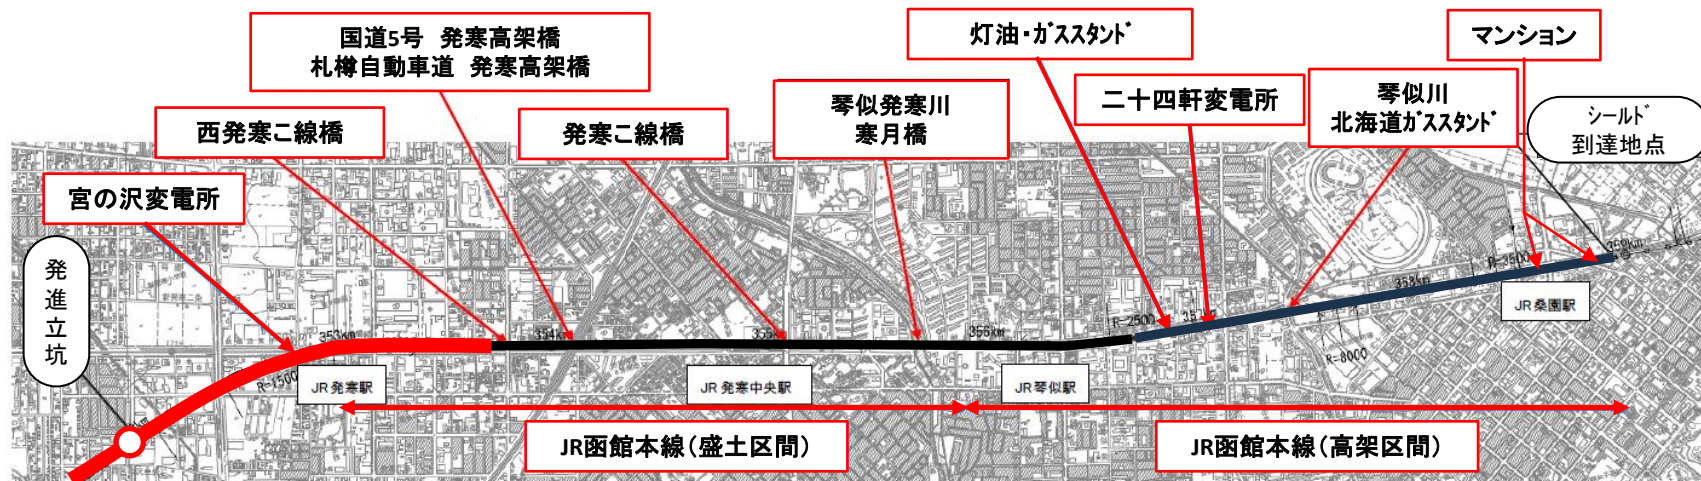 国道5号 発寒高架橋
札樽自動車道 発寒高架橋
灯油・ガススタンド
マンション
西発寒こ線橋
発寒こ線橋
琴似発寒川
寒月橋
二十四軒変電所
琴似川
北海道ガススタンド
シールド
到達地点
宮の沢変電所
発進立坑
353km
354k
356km
R=2500
358km
R=3500
R=1500
R=8000
JR発寒駅
JR発寒中央駅
JR琴似駅
JR桑園駅
JR函館本線(盛土区間)
JR函館本線(高架区間)